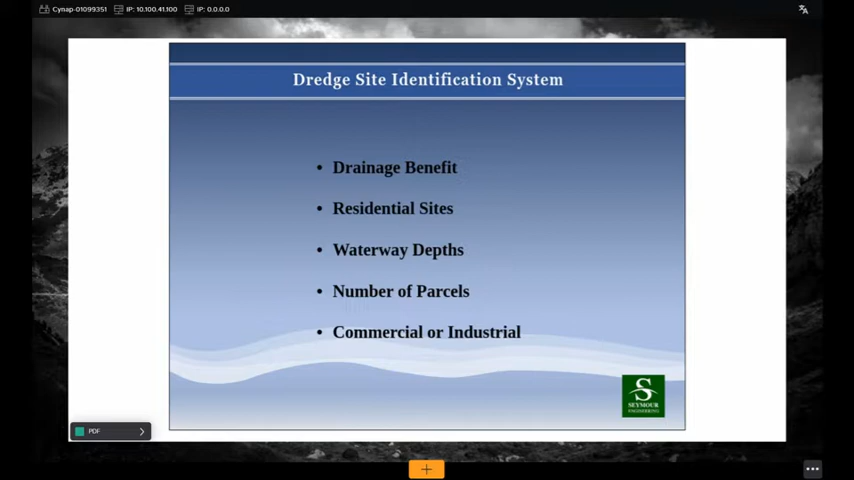 Cynap-01099351 IP: 10.100.41.100 IP: 0.0.0.0
Dredge Site Identification System
• Drainage Benefit
• Residential Sites
• Waterway Depths
• Number of Parcels
• Commercial or Industrial
SEYMOUR
ENGINEERING
PDF